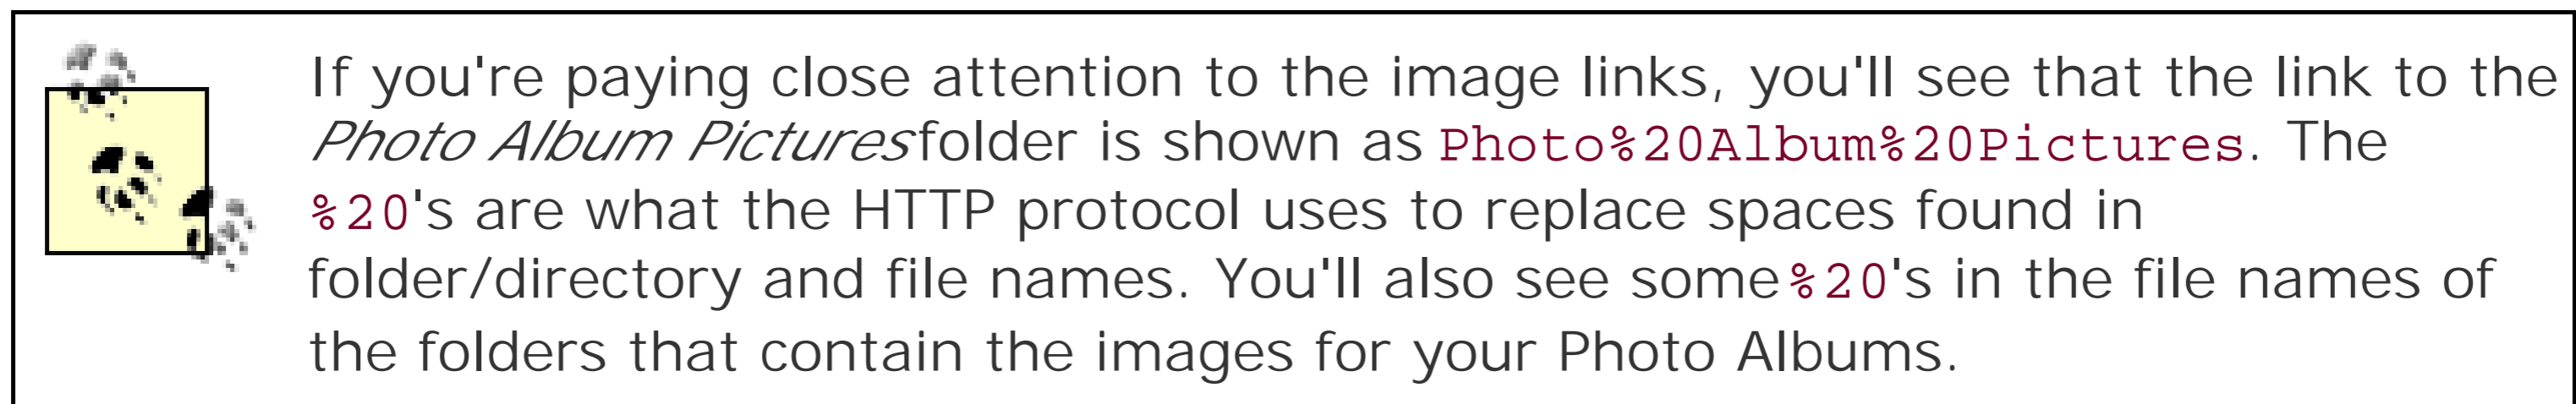 If you're paying close attention to the image links, you'll see that the link to the
Photo Album Picturesfolder is shown as Photo%20Album%20Pictures. The
%20's are what the HTTP protocol uses to replace spaces found in
folder/directory and file names. You'll also see some%20's in the file names of
the folders that contain the images for your Photo Albums.